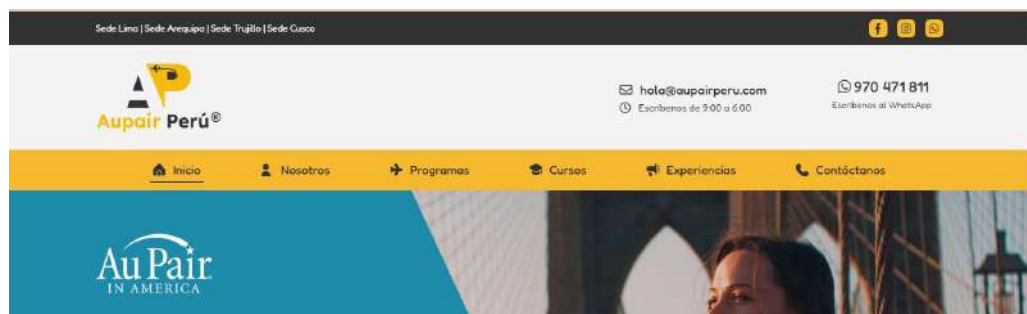 Sede Lima | Sede Arequipa | Sede Trujillo | Sede Cusco
AP
Aupair Perú®
hola@aupairperu.com
Escríbenos de 9:00 a 6:00
970 471 811
Escríbenos al WhatsApp
Inicio Nosotros Programas Cursos Experiencias Contáctanos
Au Pair
IN AMERICA